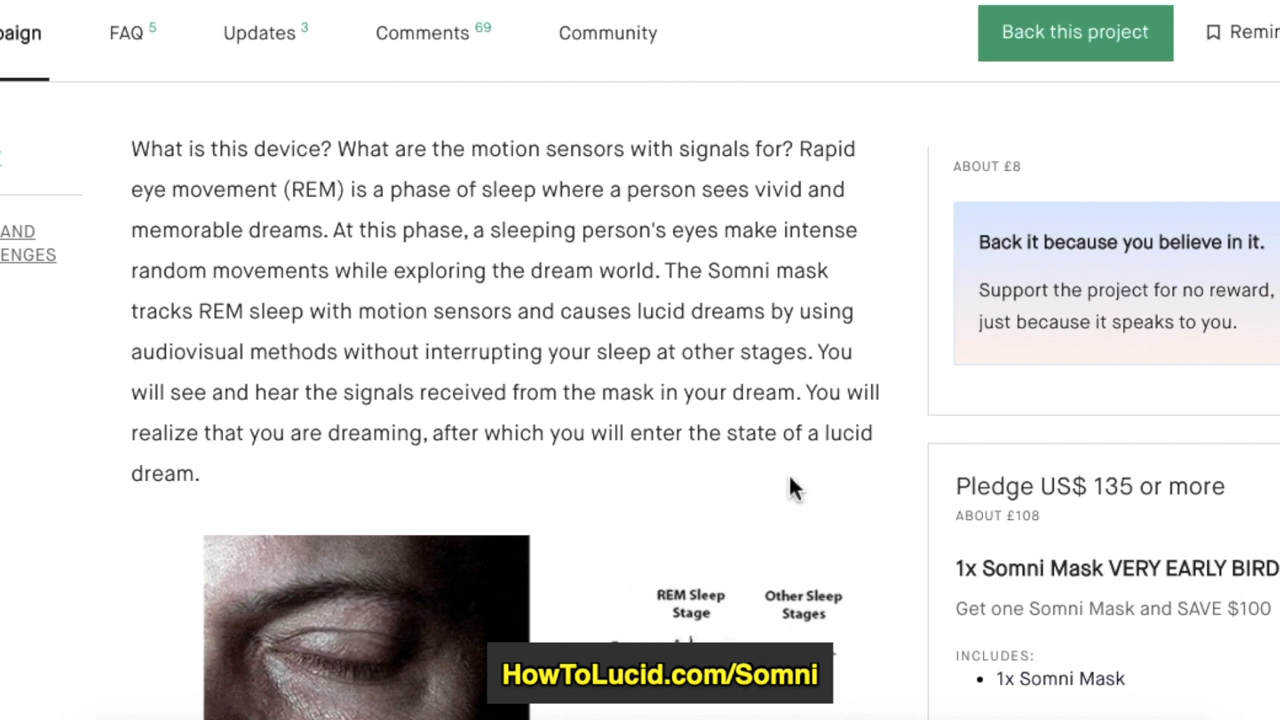 paign
FAQ 5
Updates 3
Comments 69
Community
Back this project
Remin
AND
ENGES
What is this device? What are the motion sensors with signals for? Rapid
eye movement (REM) is a phase of sleep where a person sees vivid and
memorable dreams. At this phase, a sleeping person's eyes make intense
random movements while exploring the dream world. The Somni mask
tracks REM sleep with motion sensors and causes lucid dreams by using
audiovisual methods without interrupting your sleep at other stages. You
will see and hear the signals received from the mask in your dream. You will
realize that you are dreaming, after which you will enter the state of a lucid
dream.
REM Sleep
Stage
Other Sleep
Stages
HowToLucid.com/Somni
ABOUT £8
Back it because you believe in it.
Support the project for no reward,
just because it speaks to you.
Pledge US$ 135 or more
ABOUT £108
1x Somni Mask VERY EARLY BIRD
Get one Somni Mask and SAVE $100
INCLUDES:
• 1x Somni Mask